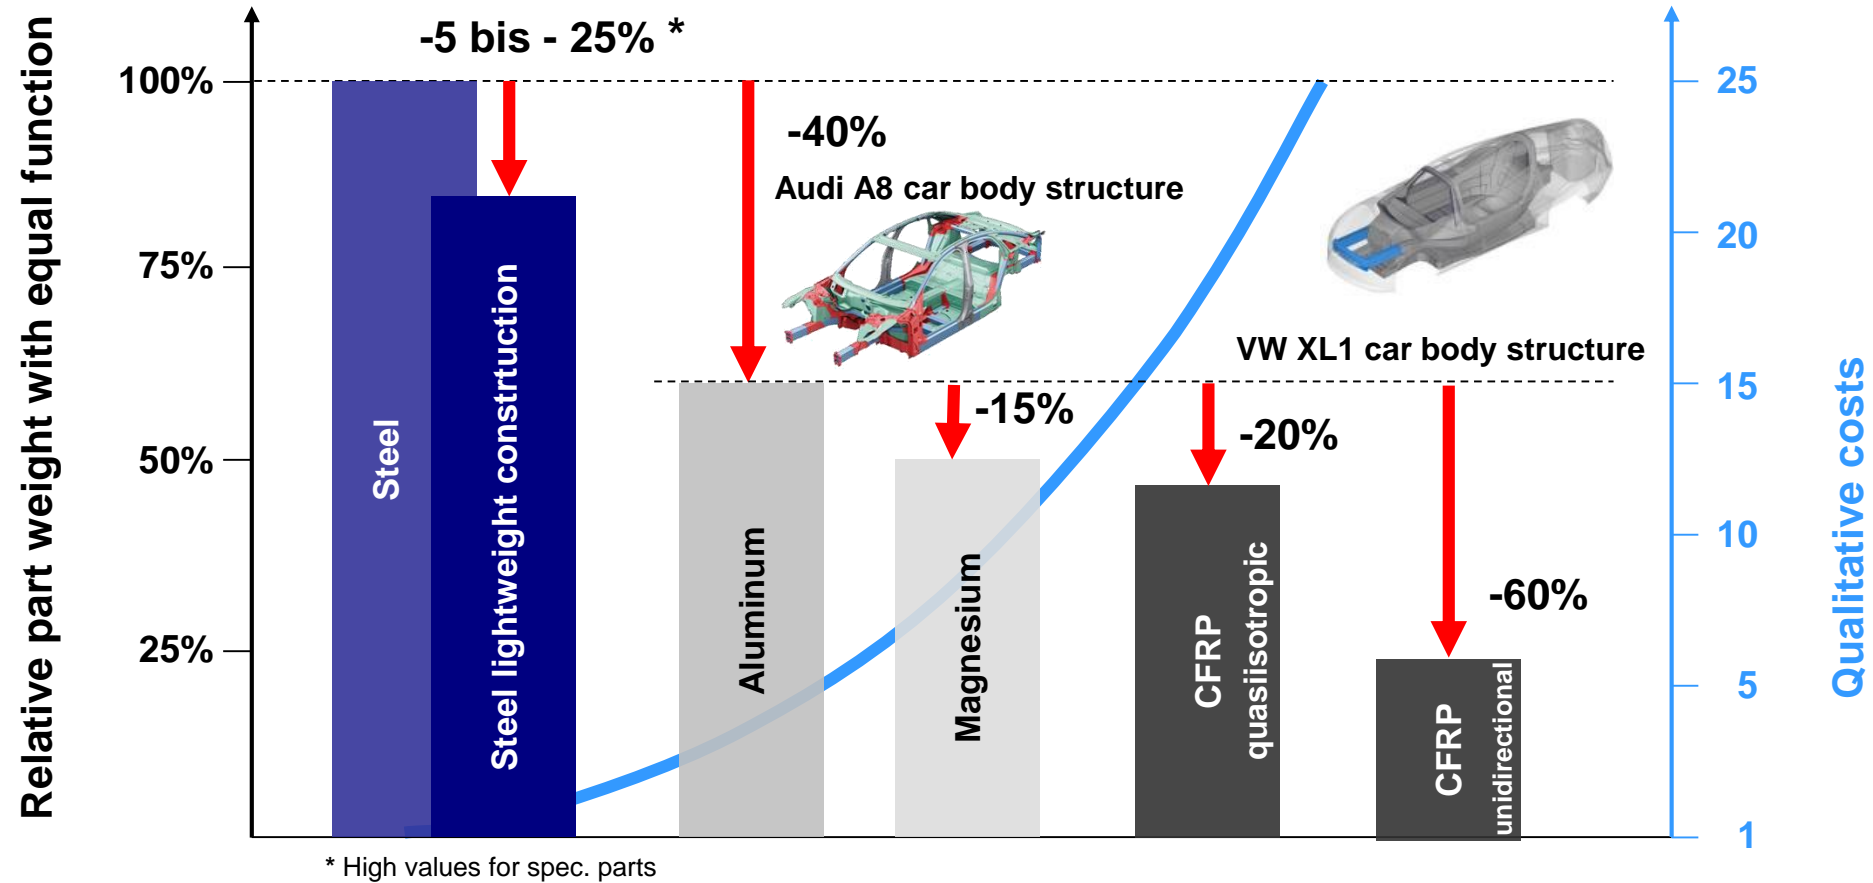 Relative part weight with equal function
-5 bis - 25% *
100%
75%
50%
25%
Steel
Steel lightweight constrtuction
-40%
Audi A8 car body structure
Aluminum
-15%
Magnesium
VW XL1 car body structure
-20%
CFRP
quasiisotropic
-60%
CFRP
unidirectional
25
20
15
10
5
1
Qualitative costs
* High values for spec. parts